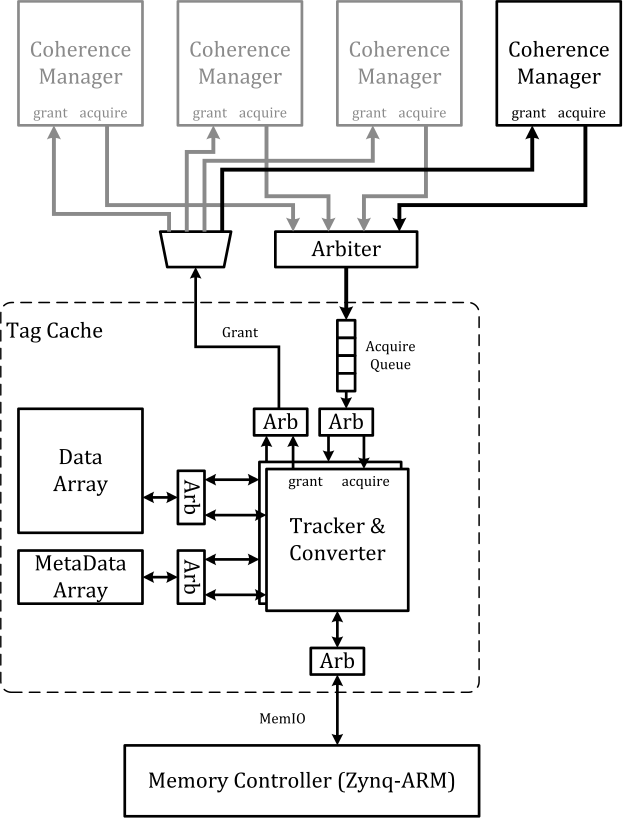 Coherence
Manager
grant acquire
Coherence
Manager
grant acquire
Coherence
Manager
grant acquire
Coherence
Manager
grant acquire
Arbiter
Tag Cache
Grant
Acquire
Queue
Arb
Arb
Data
Array
Arb
grant acquire
Tracker &
Converter
MetaData
Array
Arb
Arb
MemIO
Memory Controller (Zynq-ARM)